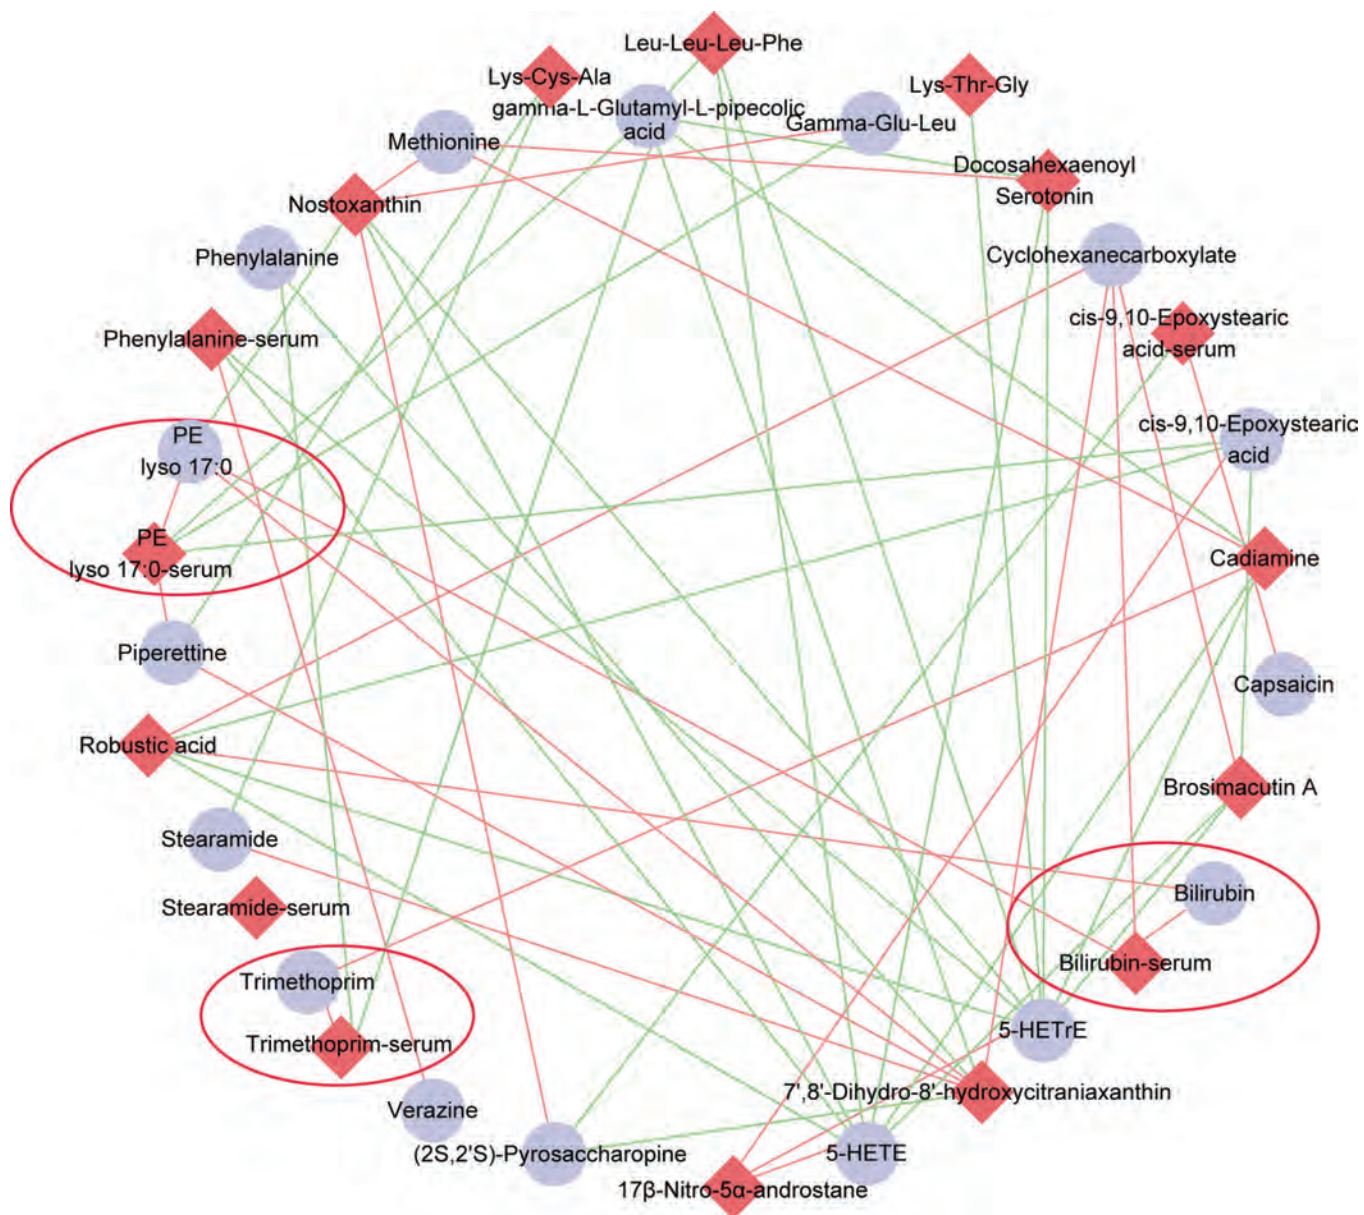 Leu-Leu-Leu-Phe
Lys-Cys-Ala
Lys-Thr-Gly
gamma-L-Glutamyl-L-pipecolic
acid
Gamma-Glu-Leu
Methionine
Docosahexaenoyl
Serotonin
Nostoxanthin
Phenylalanine
Cyclohexanecarboxylate
cis-9,10-Epoxystearic
acid-serum
Phenylalanine-serum
cis-9,10-Epoxystearic
acid
PE
lyso 17:0
PE
lyso 17:0-serum
Cadiamine
Piperettine
Capsaicin
Robustic acid
Brosimacutin A
Stearamide
Bilirubin
Stearamide-serum
Bilirubin-serum
Trimethoprim
5-HETrE
Trimethoprim-serum
7',8'-Dihydro-8'-hydroxycitraniaxanthin
Verazine
(2S,2'S)-Pyrosaccharopine
5-HETE
17β-Nitro-5α-androstane